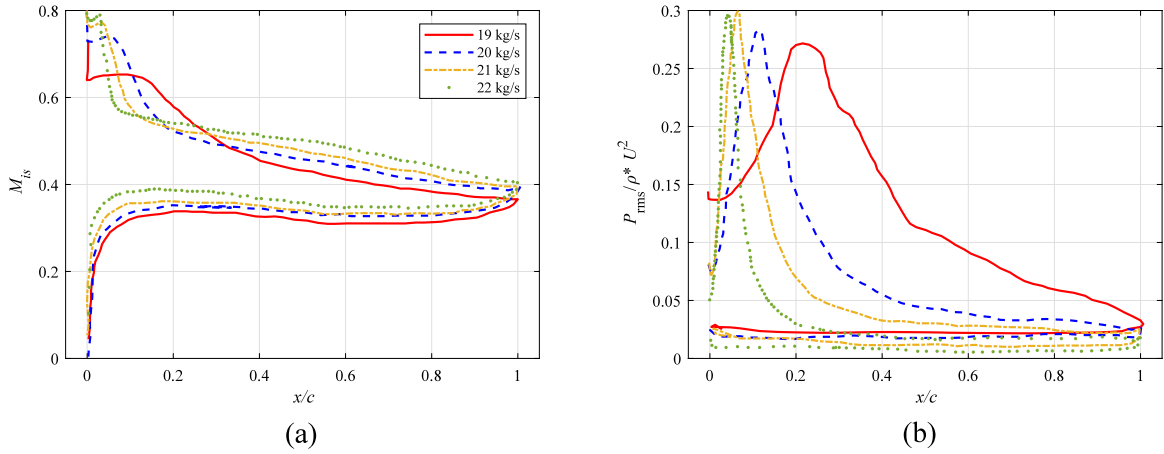 0.8
0.6
0.4
0.2
0
M_is
0 0.2 0.4 0.6 0.8 1
x/c
19 kg/s
20 kg/s
21 kg/s
22 kg/s
(a)
0.3
0.25
0.2
0.15
0.1
0.05
0
P_rms / ρ* U²
0 0.2 0.4 0.6 0.8 1
x/c
(b)